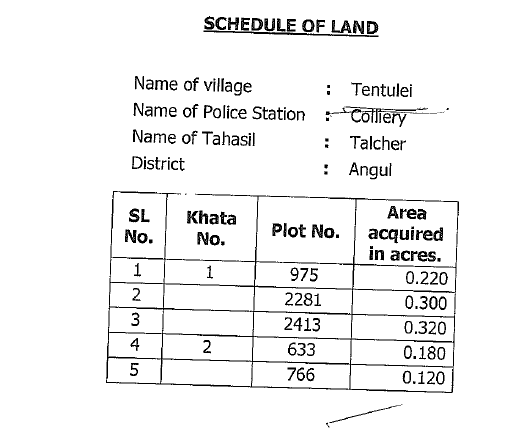 SCHEDULE OF LAND
Name of village : Tentulei
Name of Police Station : Colliery
Name of Tahasil : Talcher
District : Angul
SL No. Khata No. Plot No. Area acquired in acres.
1 1 975 0.220
2 2281 0.300
3 2413 0.320
4 2 633 0.180
5 766 0.120